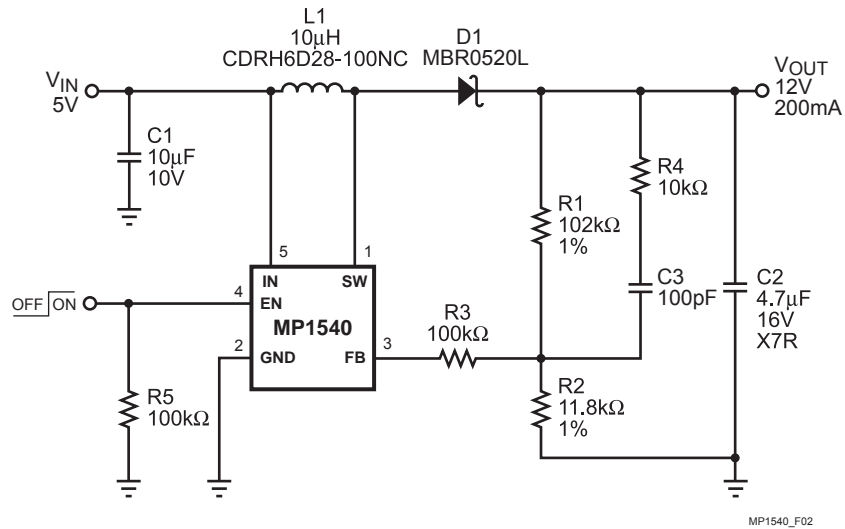 L1
10μH
CDRH6D28-100NC
D1
MBR0520L
VIN
5V
VOUT
12V
200mA
C1
10μF
10V
R4
10kΩ
R1
102kΩ
1%
5
1
IN
SW
C3
100pF
C2
4.7μF
16V
X7R
OFF ON
4
EN
MP1540
R3
100kΩ
2
GND
FB
3
R5
100kΩ
R2
11.8kΩ
1%
MP1540_F02